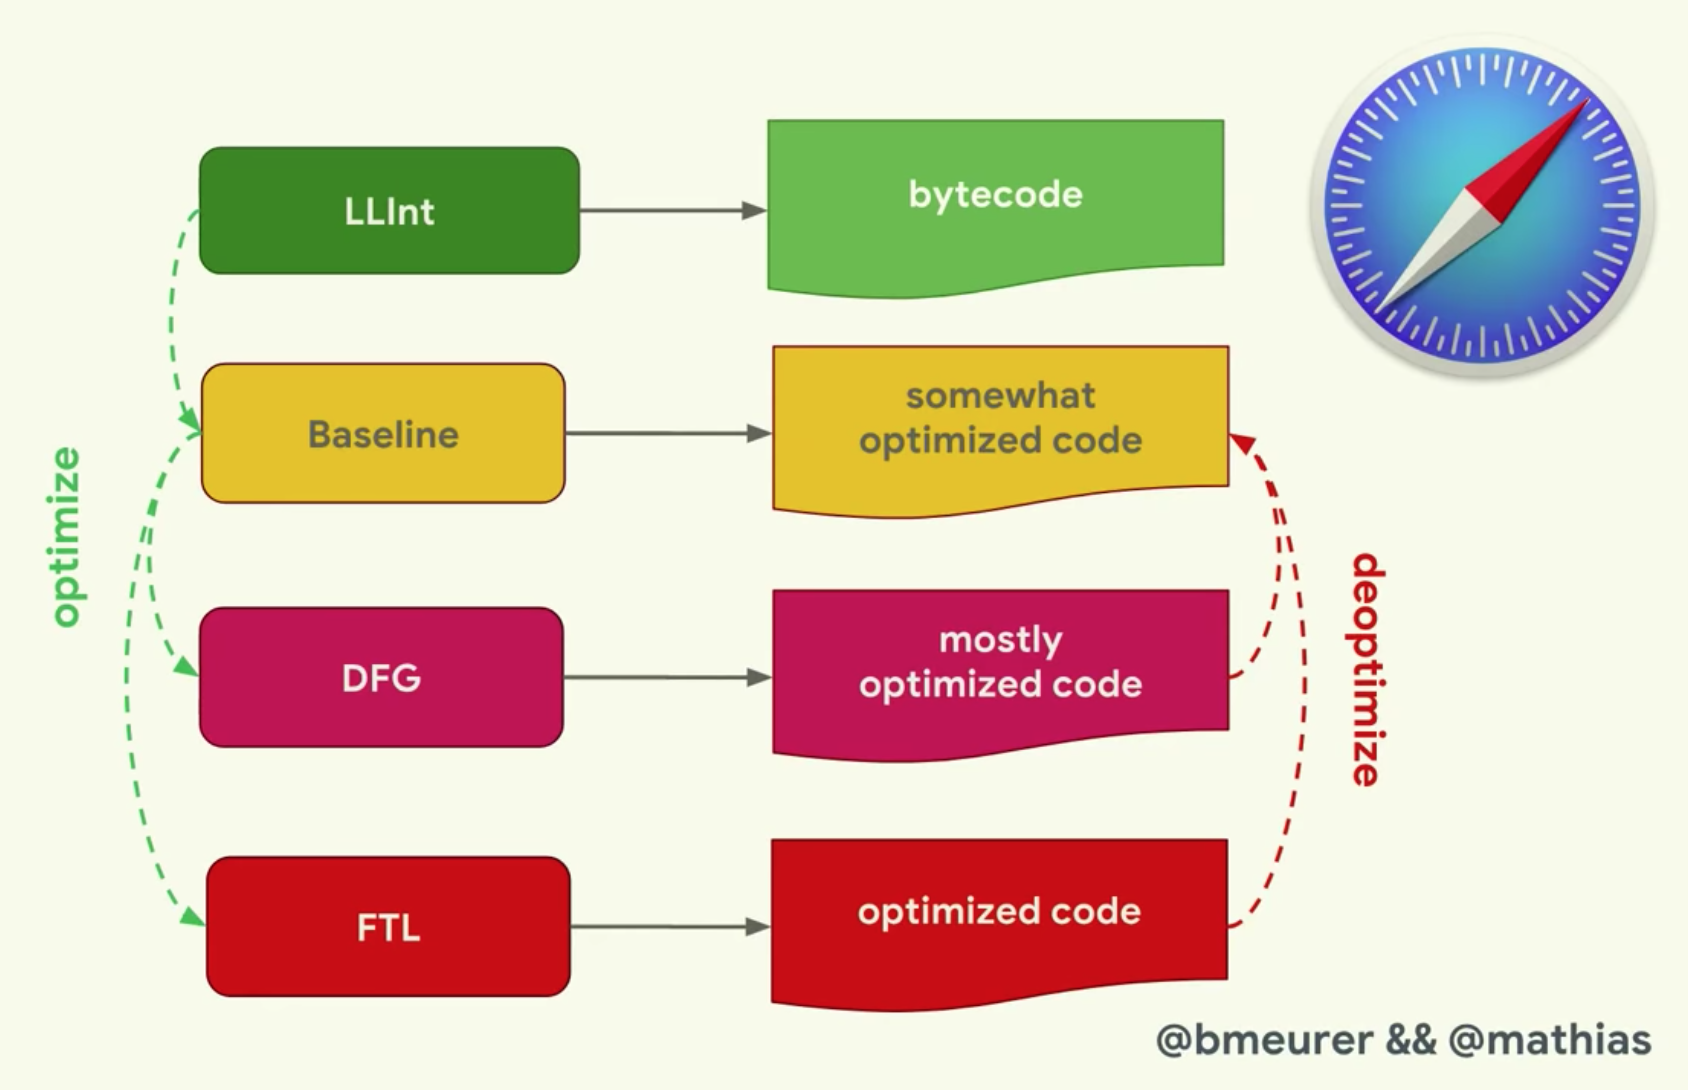 LLInt
bytecode
Baseline
somewhat
optimized code
optimize
deoptimize
DFG
mostly
optimized code
FTL
optimized code
@bmeurer && @mathias